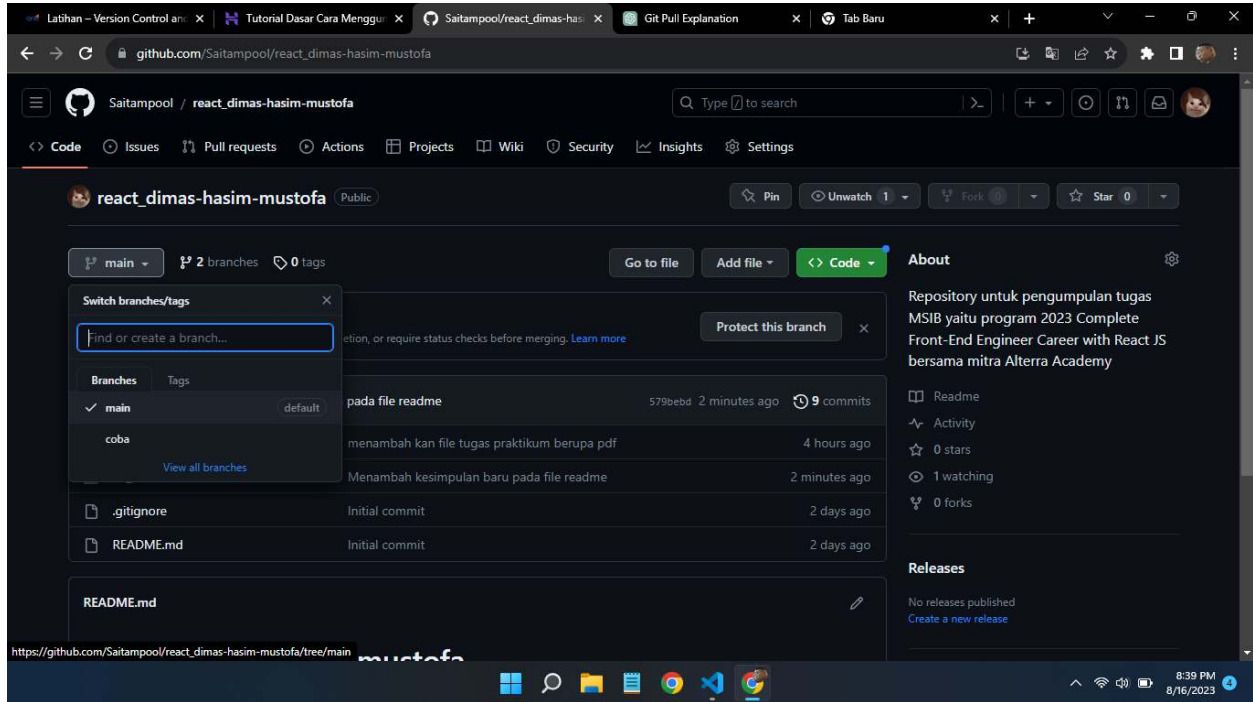 Latihan – Version Control and
Tutorial Dasar Cara Menggun
Saitampool/react_dimas-hasi
Git Pull Explanation
Tab Baru
github.com/Saitampool/react_dimas-hasim-mustofa
Saitampool / react_dimas-hasim-mustofa
Type / to search
<> Code Issues Pull requests Actions Projects Wiki Security Insights Settings
react_dimas-hasim-mustofa Public
Pin Unwatch 1 Fork 0 Star 0
main 2 branches 0 tags
Go to file Add file <> Code
Switch branches/tags
Find or create a branch...
Branches Tags
main default
coba
View all branches
etion, or require status checks before merging. Learn more
Protect this branch
pada file readme 579bebd 2 minutes ago 9 commits
menambah kan file tugas praktikum berupa pdf 4 hours ago
Menambah kesimpulan baru pada file readme 2 minutes ago
.gitignore Initial commit 2 days ago
README.md Initial commit 2 days ago
README.md
mustofa
About
Repository untuk pengumpulan tugas
MSIB yaitu program 2023 Complete
Front-End Engineer Career with React JS
bersama mitra Alterra Academy
Readme
Activity
0 stars
1 watching
0 forks
Releases
No releases published
Create a new release
https://github.com/Saitampool/react_dimas-hasim-mustofa/tree/main
8:39 PM
8/16/2023
4